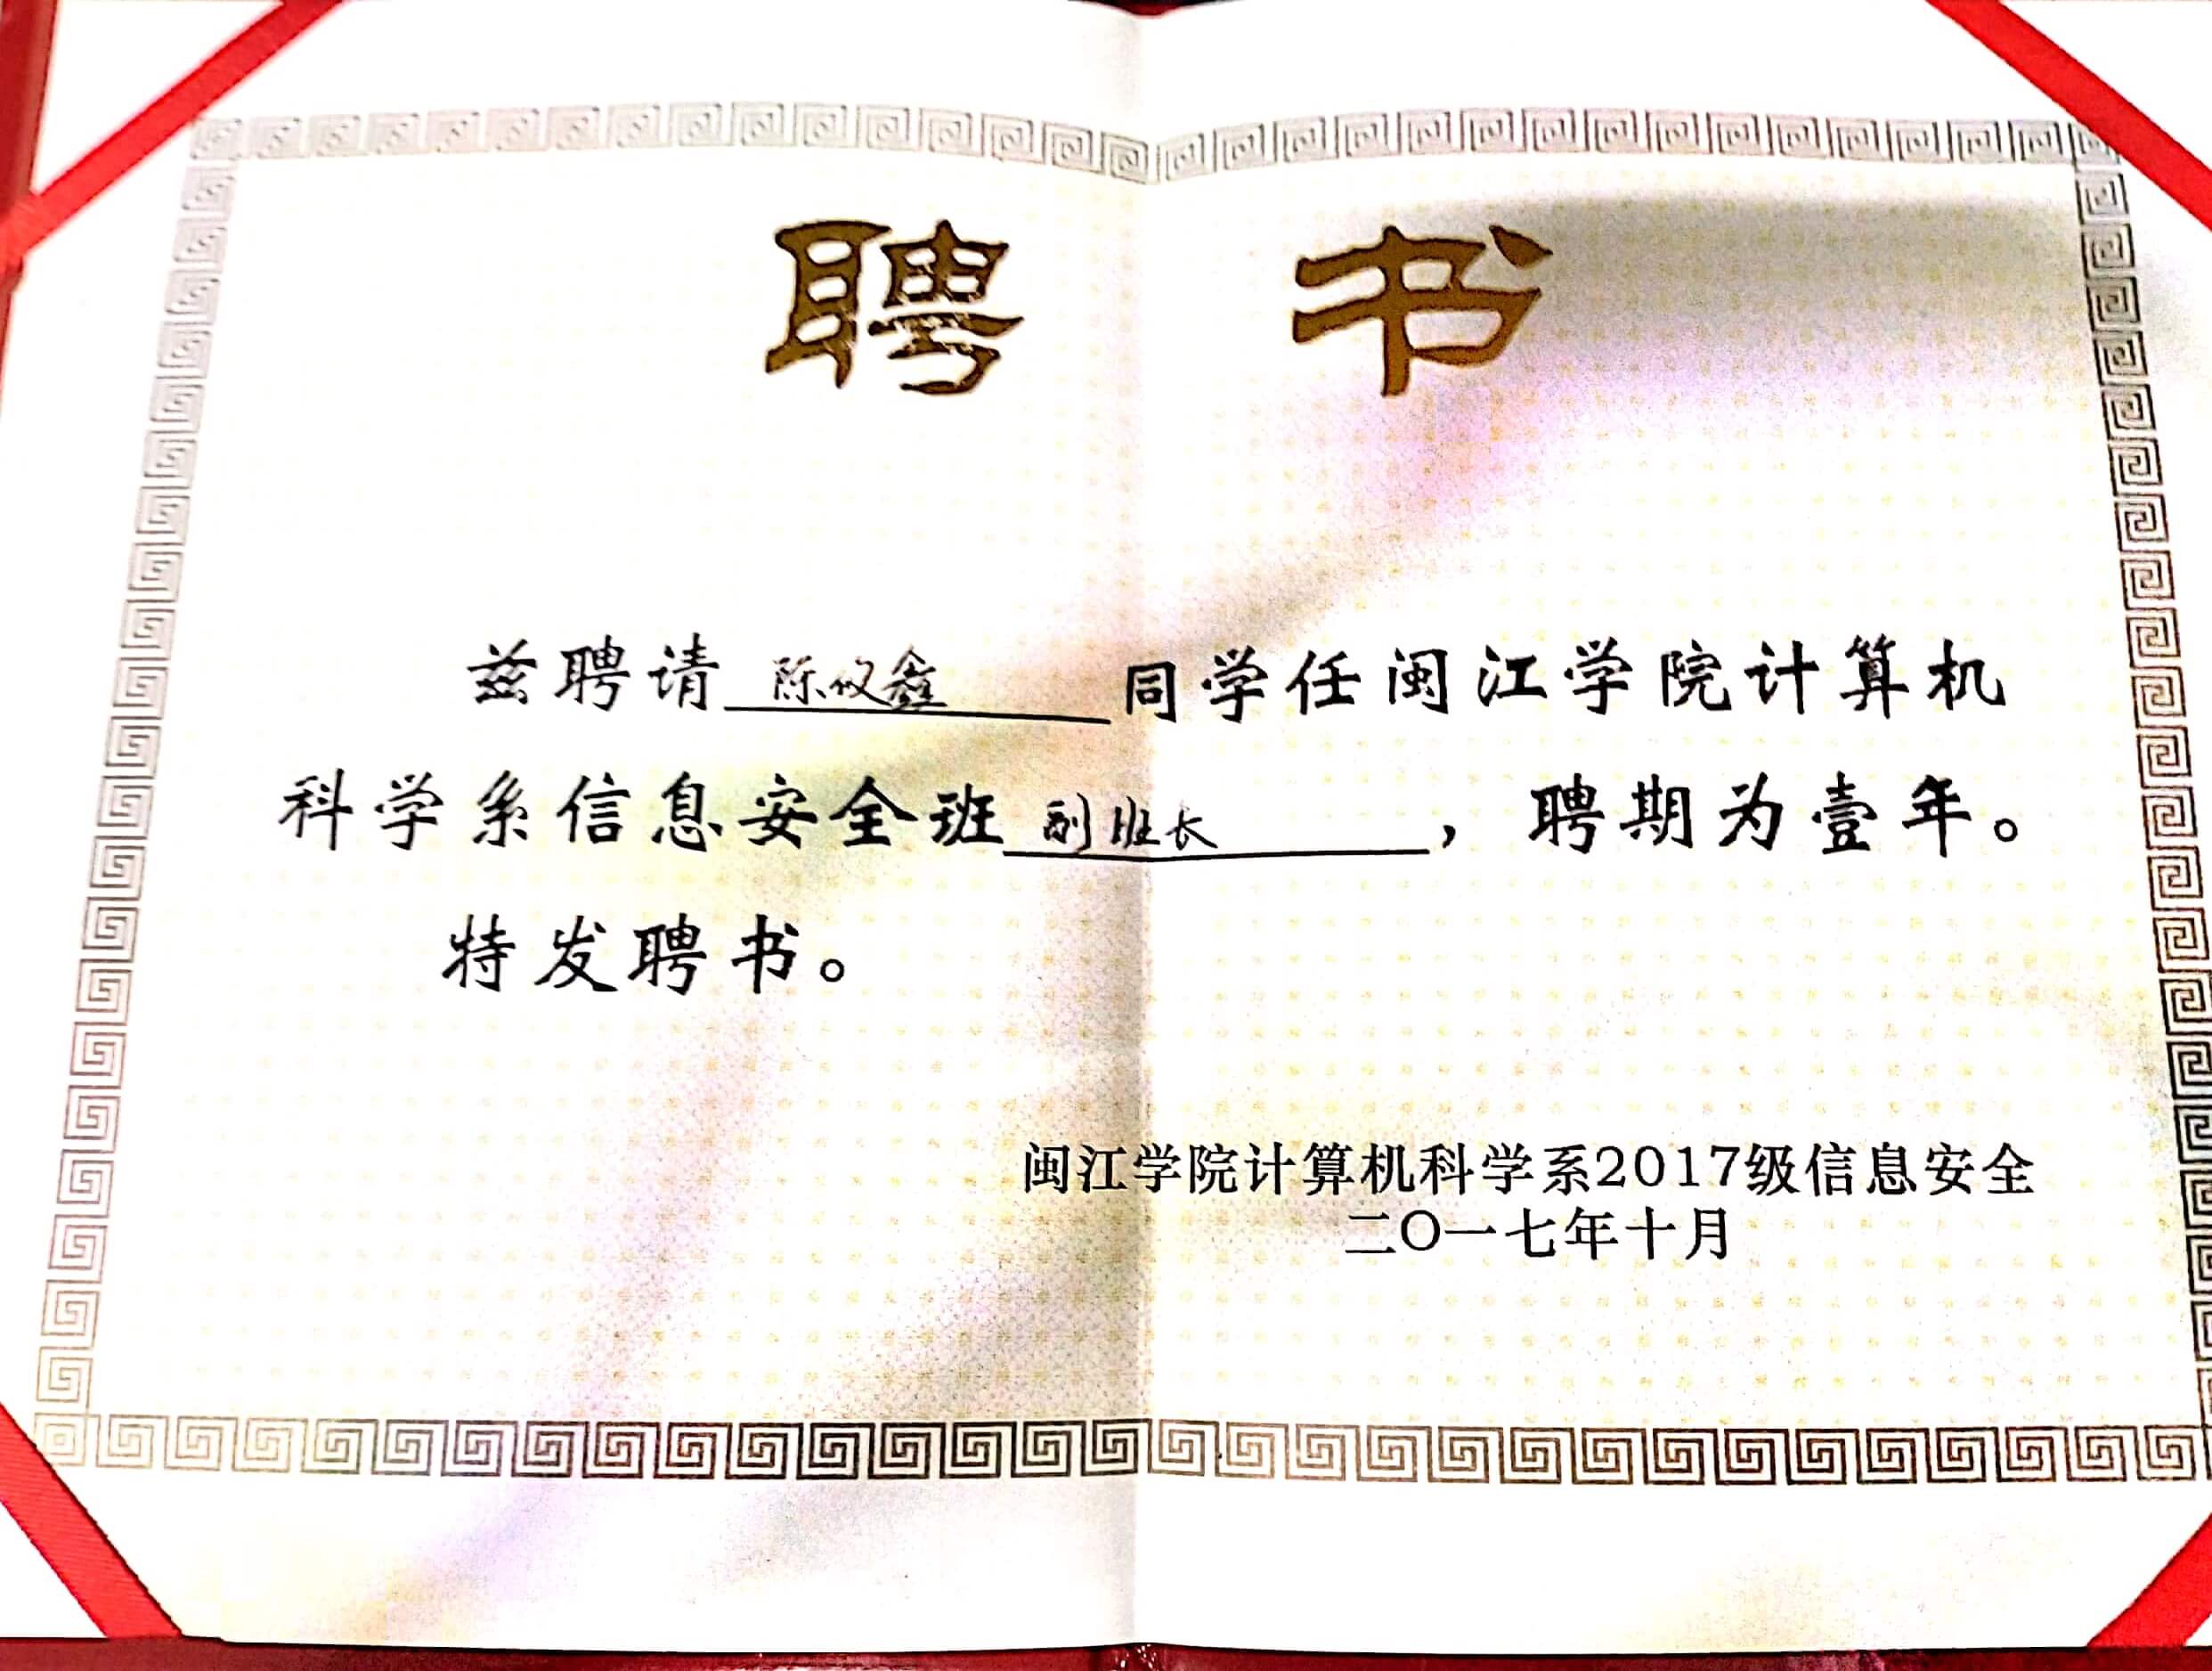 聘书
兹聘请 陈仪鑫 同学任闽江学院计算机
科学系信息安全班 副班长 ，聘期为壹年。
特发聘书。
闽江学院计算机科学系2017级信息安全
二〇一七年十月